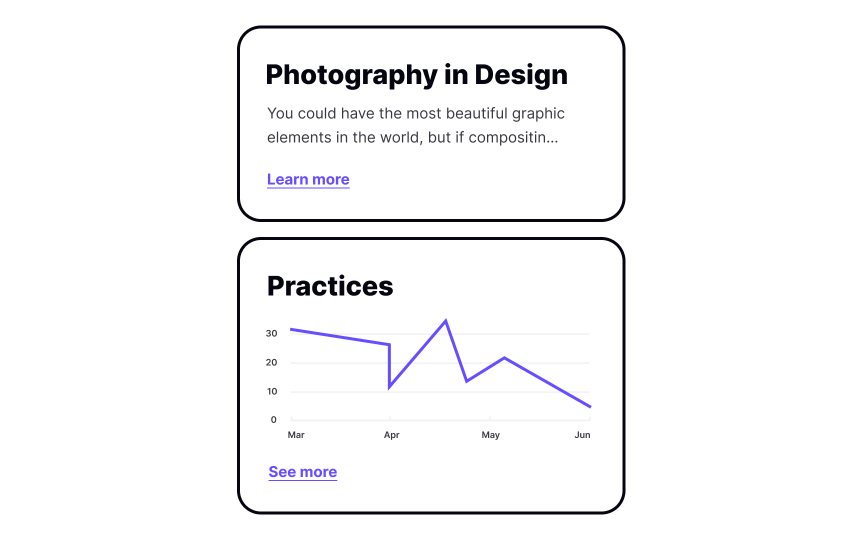 Photography in Design
You could have the most beautiful graphic
elements in the world, but if compositin...
Learn more
Practices
30
20
10
0
Mar Apr May Jun
See more